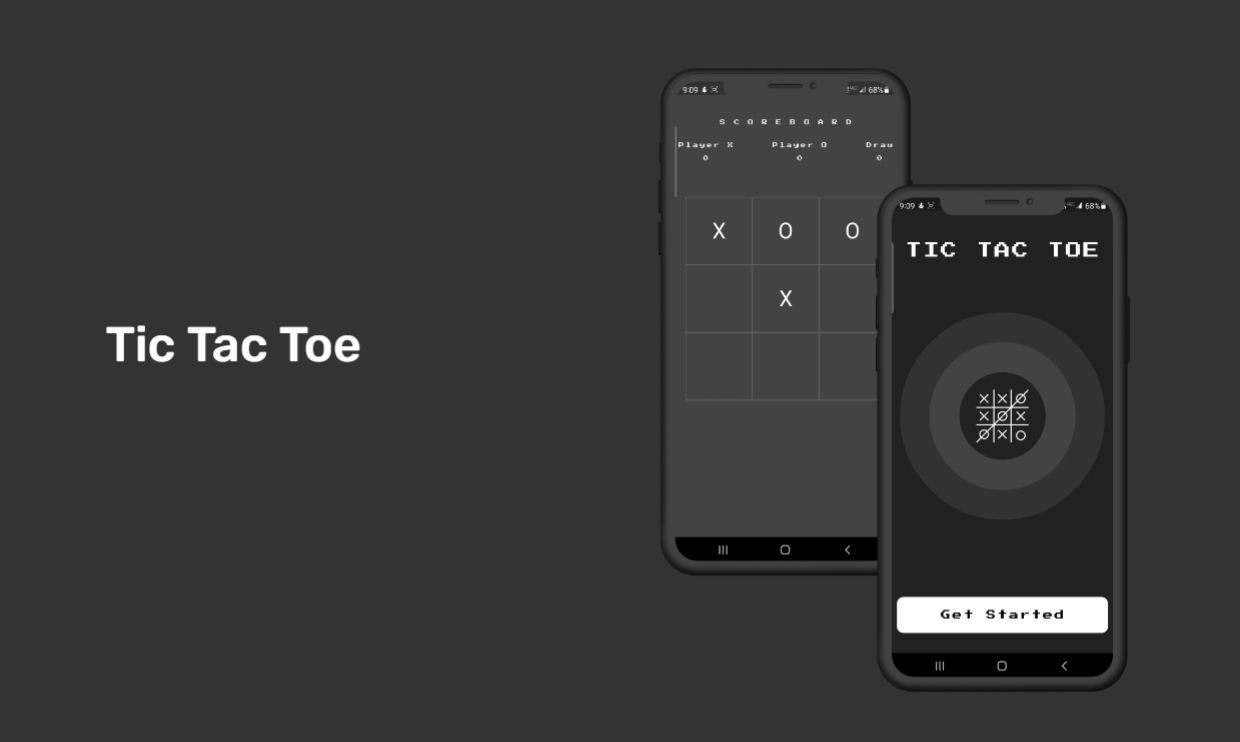 Tic Tac Toe
9:09 68%
SCOREBOARD
Player X Player O Draw
0 0 0
X O O
X
9:09 68%
TIC TAC TOE
X X O
X O X
O X O
Get Started